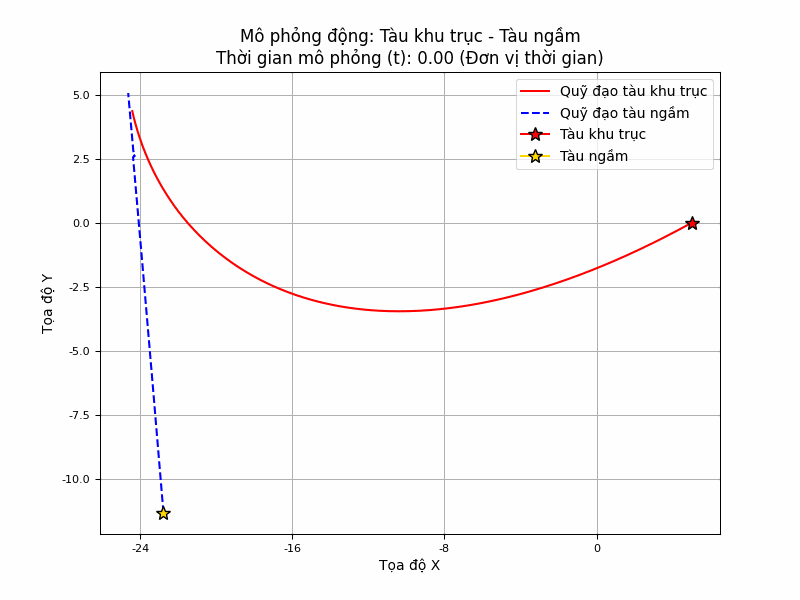 Mô phỏng động: Tàu khu trục - Tàu ngầm
Thời gian mô phỏng (t): 0.00 (Đơn vị thời gian)
Quỹ đạo tàu khu trục
Quỹ đạo tàu ngầm
Tàu khu trục
Tàu ngầm
5.0
2.5
0.0
-2.5
-5.0
-7.5
-10.0
Tọa độ Y
-24
-16
-8
0
Tọa độ X